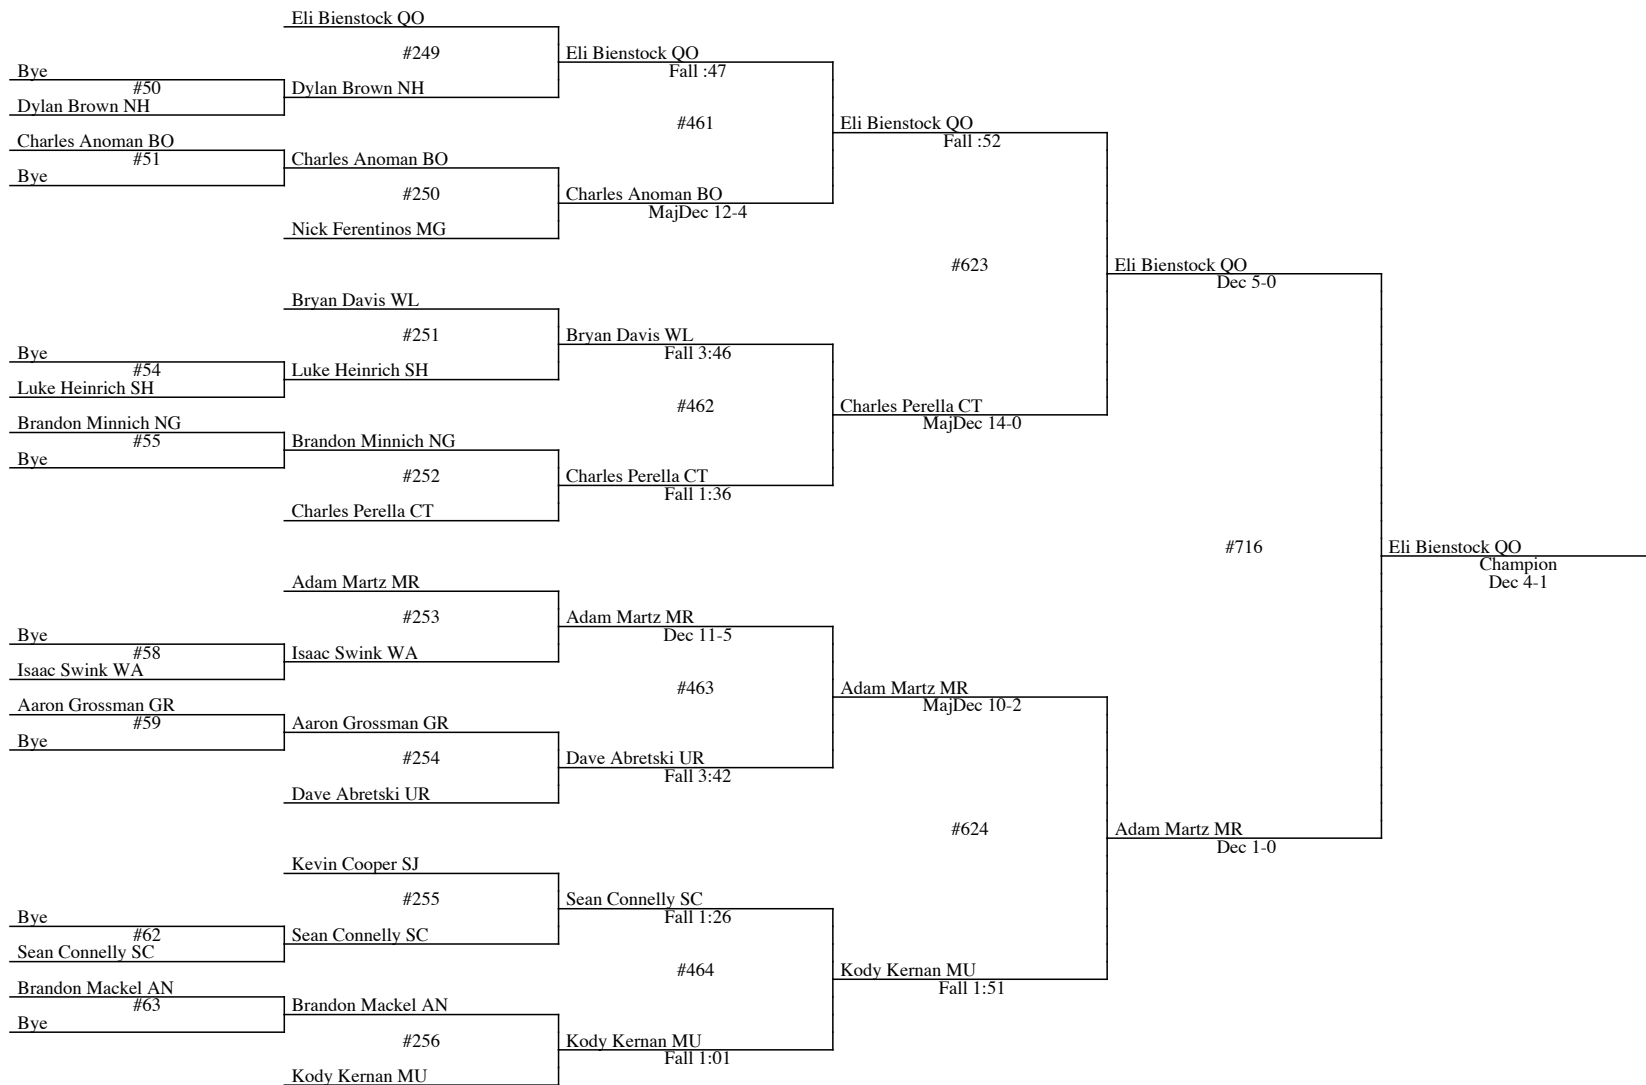 Eli Bienstock QO
#249
Eli Bienstock QO
Fall :47
Bye
#50
Dylan Brown NH
Dylan Brown NH
#461
Eli Bienstock QO
Fall :52
Charles Anoman BO
#51
Charles Anoman BO
Bye
#250
Charles Anoman BO
MajDec 12-4
Nick Ferentinos MG
#623
Eli Bienstock QO
Dec 5-0
Bryan Davis WL
#251
Bryan Davis WL
Fall 3:46
Bye
#54
Luke Heinrich SH
Luke Heinrich SH
#462
Charles Perella CT
MajDec 14-0
Brandon Minnich NG
#55
Brandon Minnich NG
Bye
#252
Charles Perella CT
Fall 1:36
Charles Perella CT
#716
Eli Bienstock QO
Champion
Dec 4-1
Adam Martz MR
#253
Adam Martz MR
Dec 11-5
Bye
#58
Isaac Swink WA
Isaac Swink WA
#463
Adam Martz MR
MajDec 10-2
Aaron Grossman GR
#59
Aaron Grossman GR
Bye
#254
Dave Abretski UR
Fall 3:42
Dave Abretski UR
#624
Adam Martz MR
Dec 1-0
Kevin Cooper SJ
#255
Sean Connelly SC
Fall 1:26
Bye
#62
Sean Connelly SC
Sean Connelly SC
#464
Kody Kernan MU
Fall 1:51
Brandon Mackel AN
#63
Brandon Mackel AN
Bye
#256
Kody Kernan MU
Fall 1:01
Kody Kernan MU